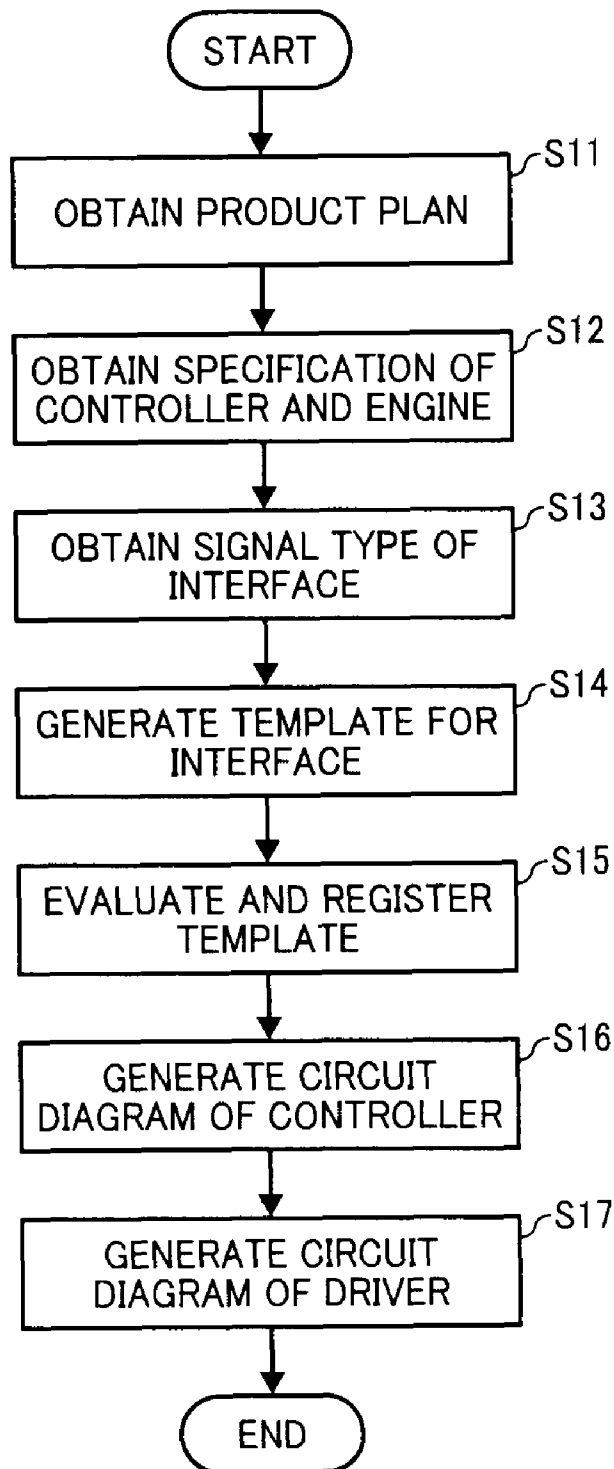 START
S11
OBTAIN PRODUCT PLAN
S12
OBTAIN SPECIFICATION OF
CONTROLLER AND ENGINE
S13
OBTAIN SIGNAL TYPE OF
INTERFACE
S14
GENERATE TEMPLATE FOR
INTERFACE
S15
EVALUATE AND REGISTER
TEMPLATE
S16
GENERATE CIRCUIT
DIAGRAM OF CONTROLLER
S17
GENERATE CIRCUIT
DIAGRAM OF DRIVER
END